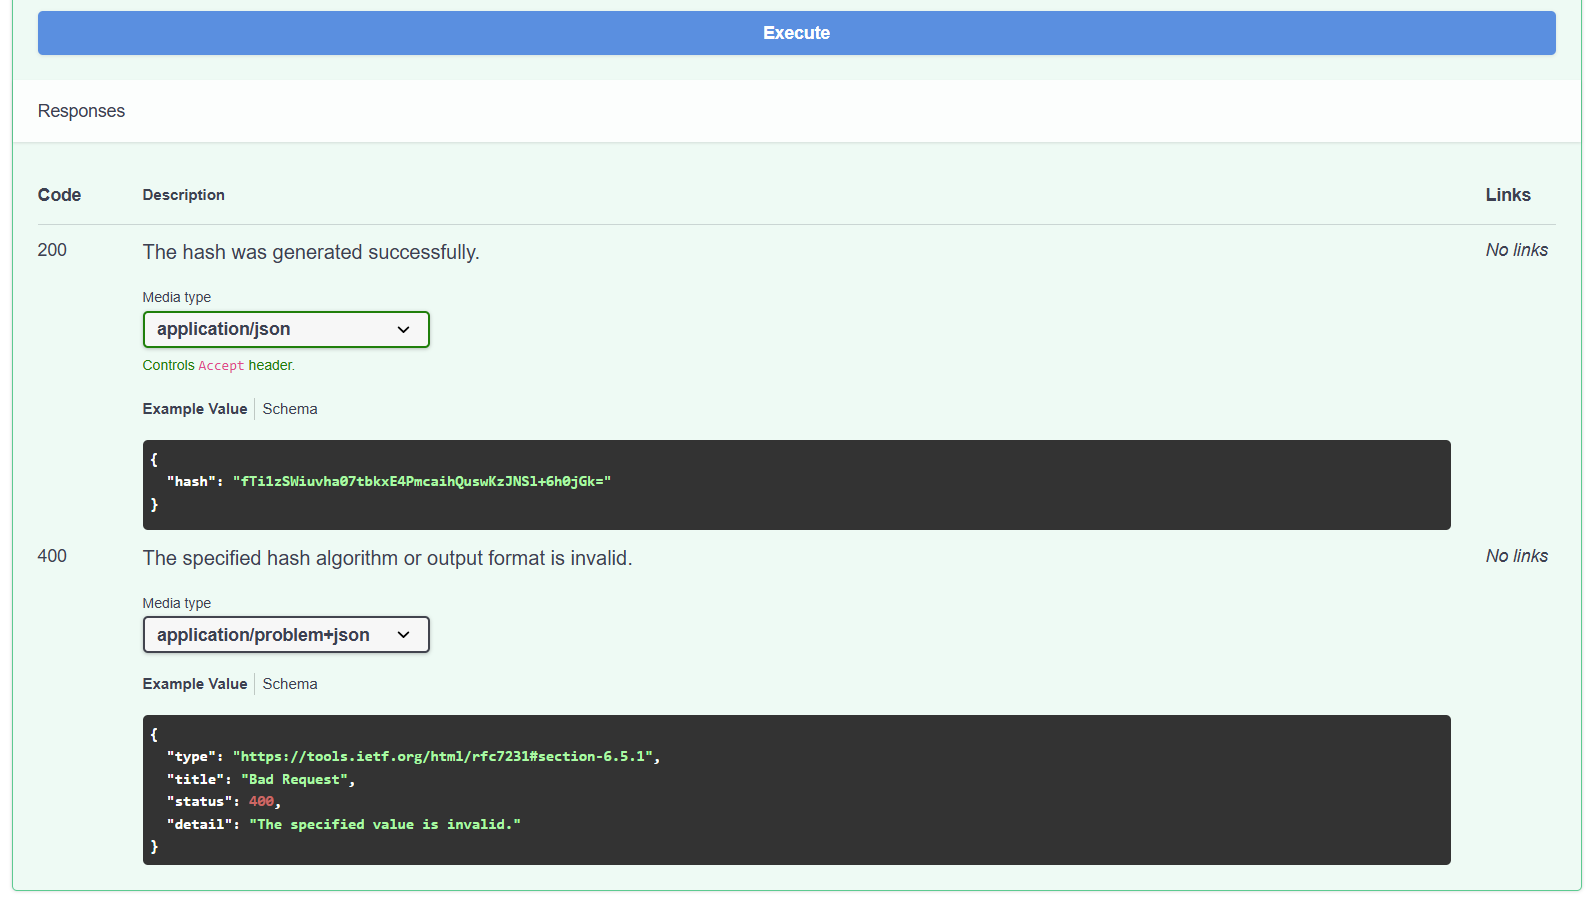 Execute
Responses
Code Description Links
200 The hash was generated successfully. No links
Media type
application/json
Controls Accept header.
Example Value Schema
{
"hash": "fTi1zSWiuvha07tbkxE4PmcaihQuswKzJNSl+6h0jGk="
}
400 The specified hash algorithm or output format is invalid. No links
Media type
application/problem+json
Example Value Schema
{
"type": "https://tools.ietf.org/html/rfc7231#section-6.5.1",
"title": "Bad Request",
"status": 400,
"detail": "The specified value is invalid."
}